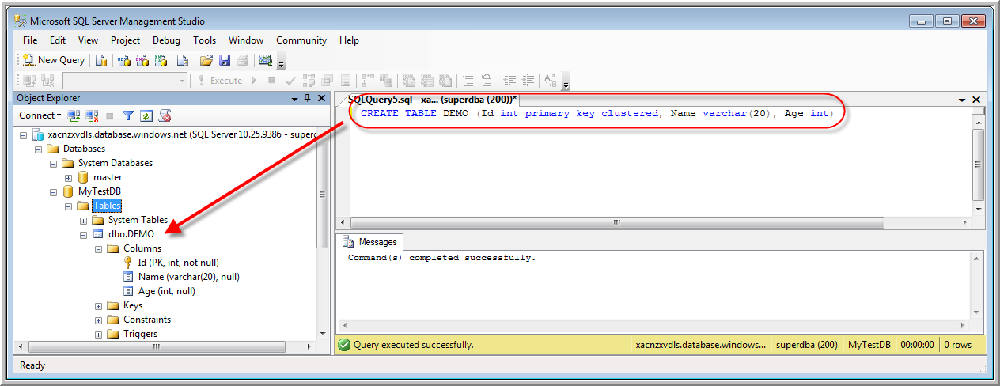 Microsoft SQL Server Management Studio
File Edit View Project Debug Tools Window Community Help
New Query
Execute
Object Explorer
Connect
xacnzxvdls.database.windows.net (SQL Server 10.25.9386 - superd
Databases
System Databases
master
MyTestDB
Tables
System Tables
dbo.DEMO
Columns
Id (PK, int, not null)
Name (varchar(20), null)
Age (int, null)
Keys
Constraints
Triggers
SQLQuery5.sql - xa... (superdba (200))*
CREATE TABLE DEMO (Id int primary key clustered, Name varchar(20), Age int)
Messages
Command(s) completed successfully.
Query executed successfully. xacnzxvdls.database.windows... superdba (200) MyTestDB 00:00:00 0 rows
Ready